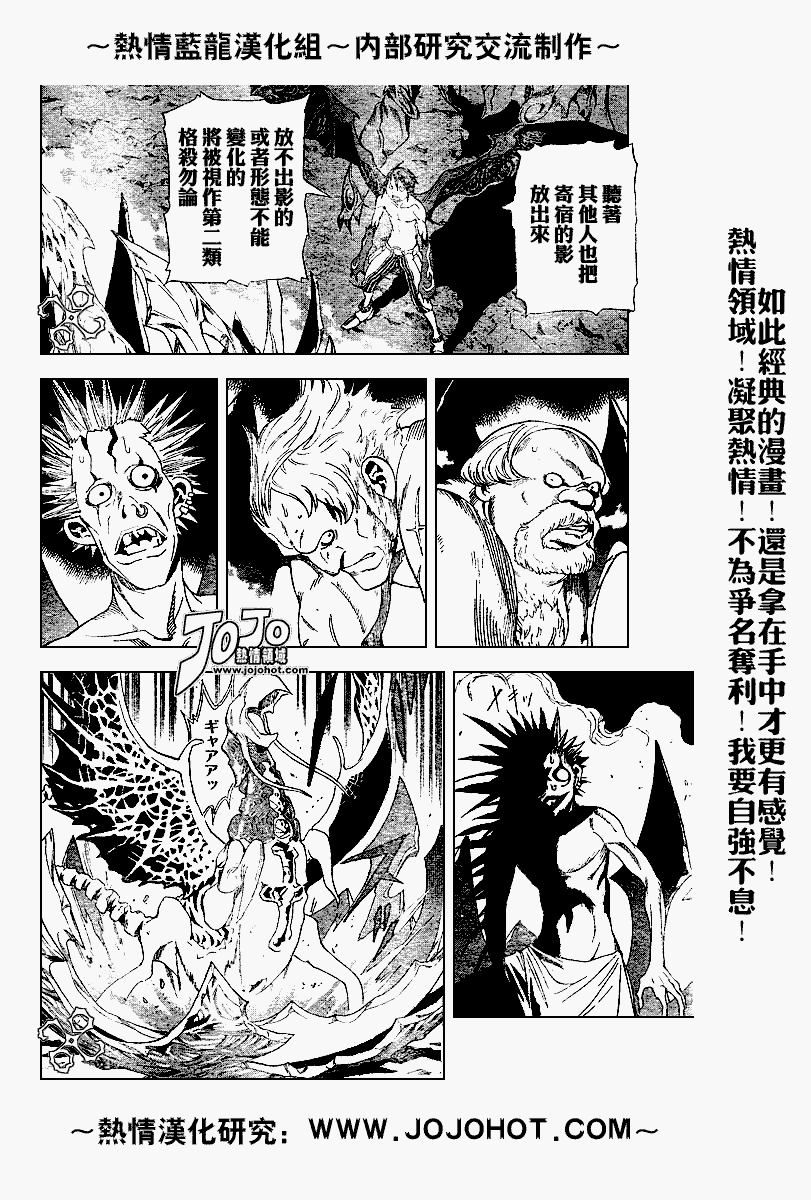 ～熱情藍龍漢化組～内部研究交流制作～
聽著
其他人也把
寄宿的影
放出來
放不出影的
或者形態不能
變化的
將被視作第二類
格殺勿論
JOJO
熱情領域
www.jojohot.com
メキッ
ギャアアッ
如此經典的漫畫！還是拿在手中才更有感覺！
熱情領域！凝聚熱情！不為爭名奪利！我要自強不息！
～熱情漢化研究：WWW.JOJOHOT.COM～